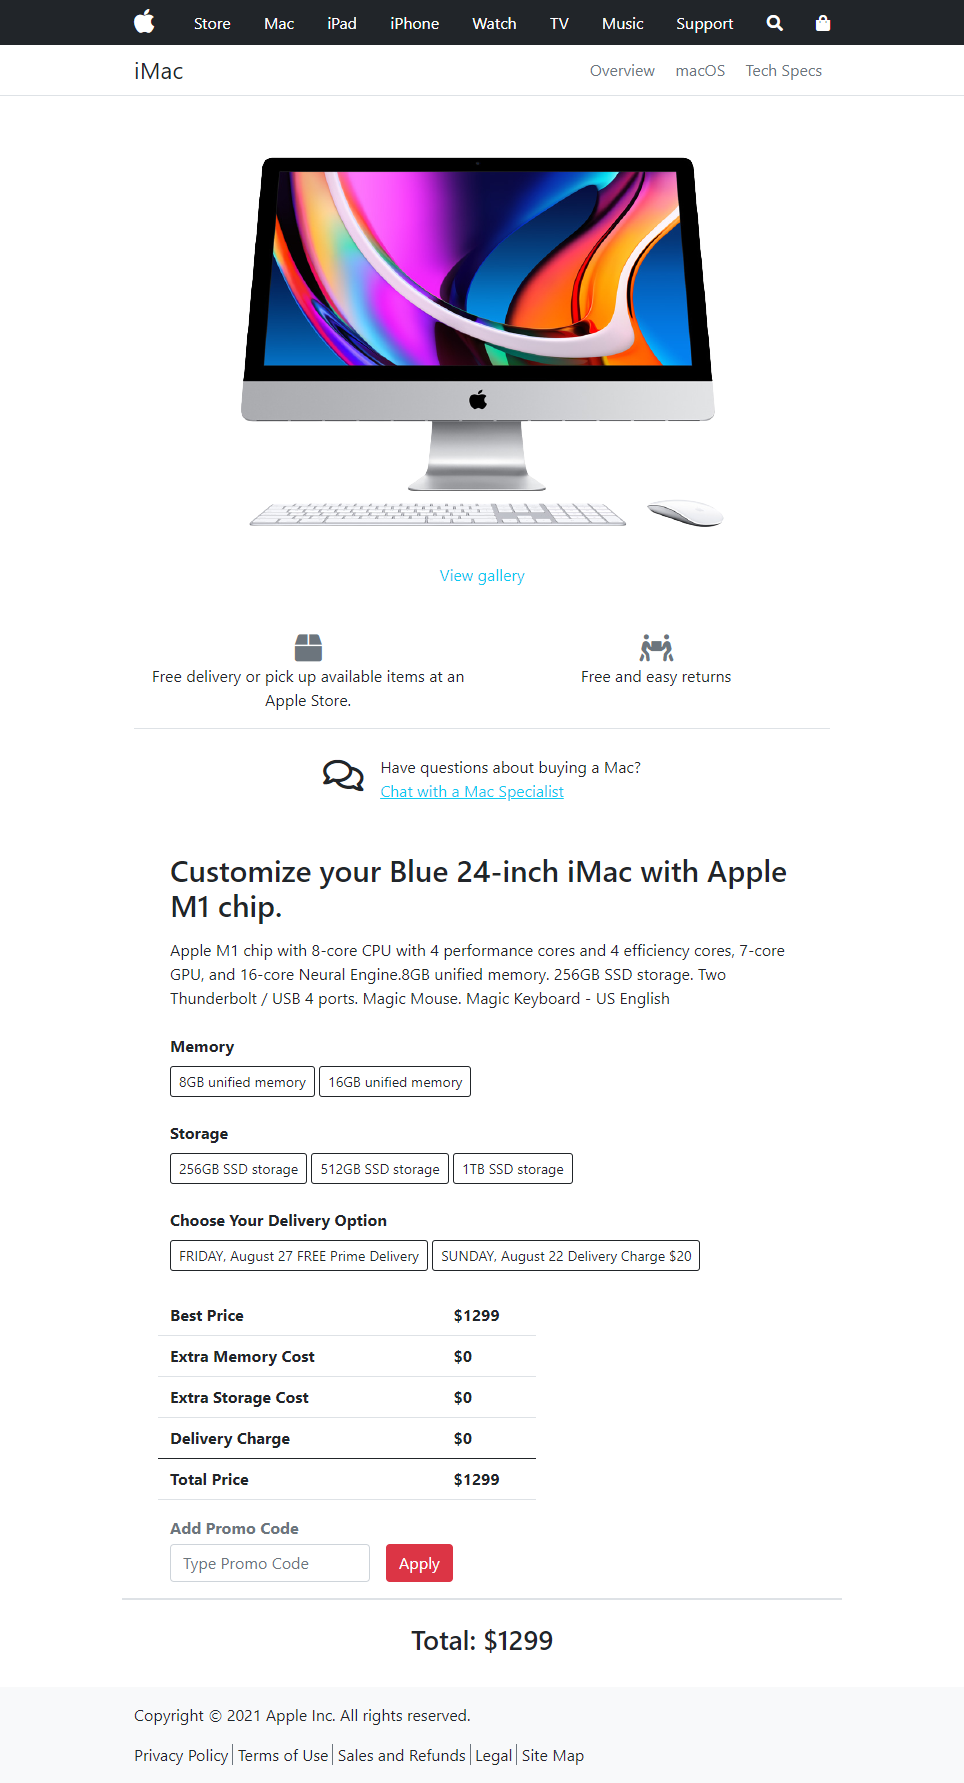 Store Mac iPad iPhone Watch TV Music Support
iMac Overview macOS Tech Specs
View gallery
Free delivery or pick up available items at an
Apple Store.
Free and easy returns
Have questions about buying a Mac?
Chat with a Mac Specialist
Customize your Blue 24-inch iMac with Apple
M1 chip.
Apple M1 chip with 8-core CPU with 4 performance cores and 4 efficiency cores, 7-core
GPU, and 16-core Neural Engine.8GB unified memory. 256GB SSD storage. Two
Thunderbolt / USB 4 ports. Magic Mouse. Magic Keyboard - US English
Memory
8GB unified memory 16GB unified memory
Storage
256GB SSD storage 512GB SSD storage 1TB SSD storage
Choose Your Delivery Option
FRIDAY, August 27 FREE Prime Delivery SUNDAY, August 22 Delivery Charge $20
Best Price $1299
Extra Memory Cost $0
Extra Storage Cost $0
Delivery Charge $0
Total Price $1299
Add Promo Code
Type Promo Code Apply
Total: $1299
Copyright © 2021 Apple Inc. All rights reserved.
Privacy Policy Terms of Use Sales and Refunds Legal Site Map